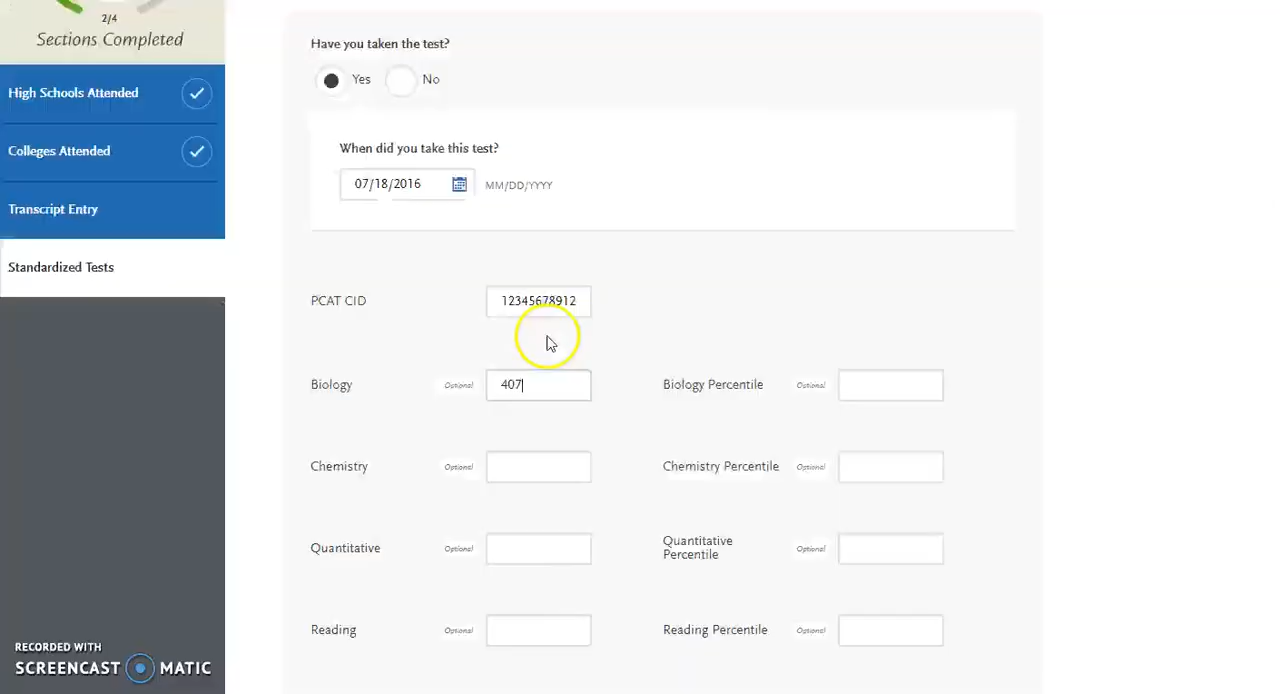 2/4
Sections Completed
High Schools Attended
Colleges Attended
Transcript Entry
Standardized Tests
RECORDED WITH
SCREENCAST MATIC
Have you taken the test?
Yes No
When did you take this test?
07/18/2016 MM/DD/YYYY
PCAT CID 12345678912
Biology Optional 407 Biology Percentile Optional
Chemistry Optional Chemistry Percentile Optional
Quantitative Optional Quantitative Percentile Optional
Reading Optional Reading Percentile Optional